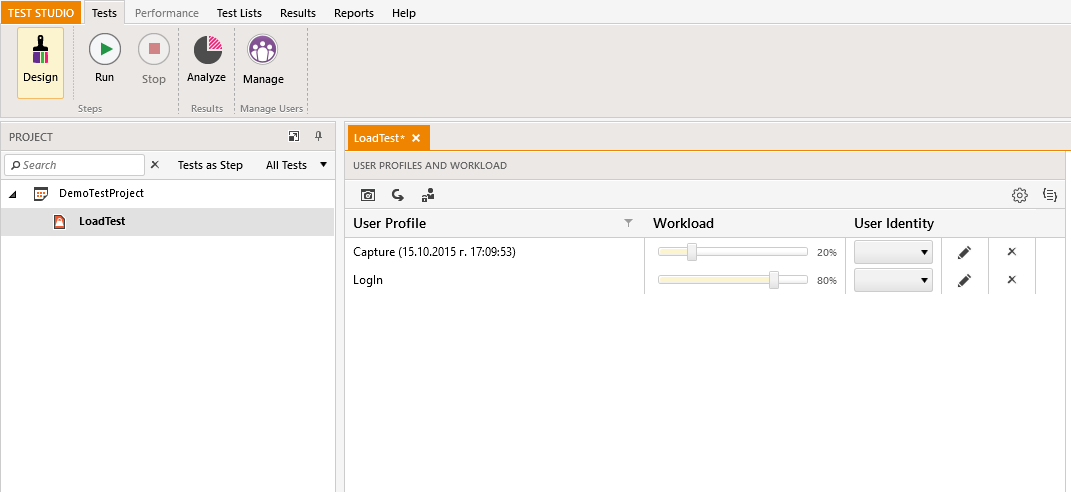 TEST STUDIO Tests Performance Test Lists Results Reports Help
Design Run Stop Analyze Manage
Steps Results Manage Users
PROJECT
LoadTest*
Search Tests as Step All Tests
USER PROFILES AND WORKLOAD
DemoTestProject
LoadTest
User Profile Workload User Identity
Capture (15.10.2015 г. 17:09:53) 20%
LogIn 80%